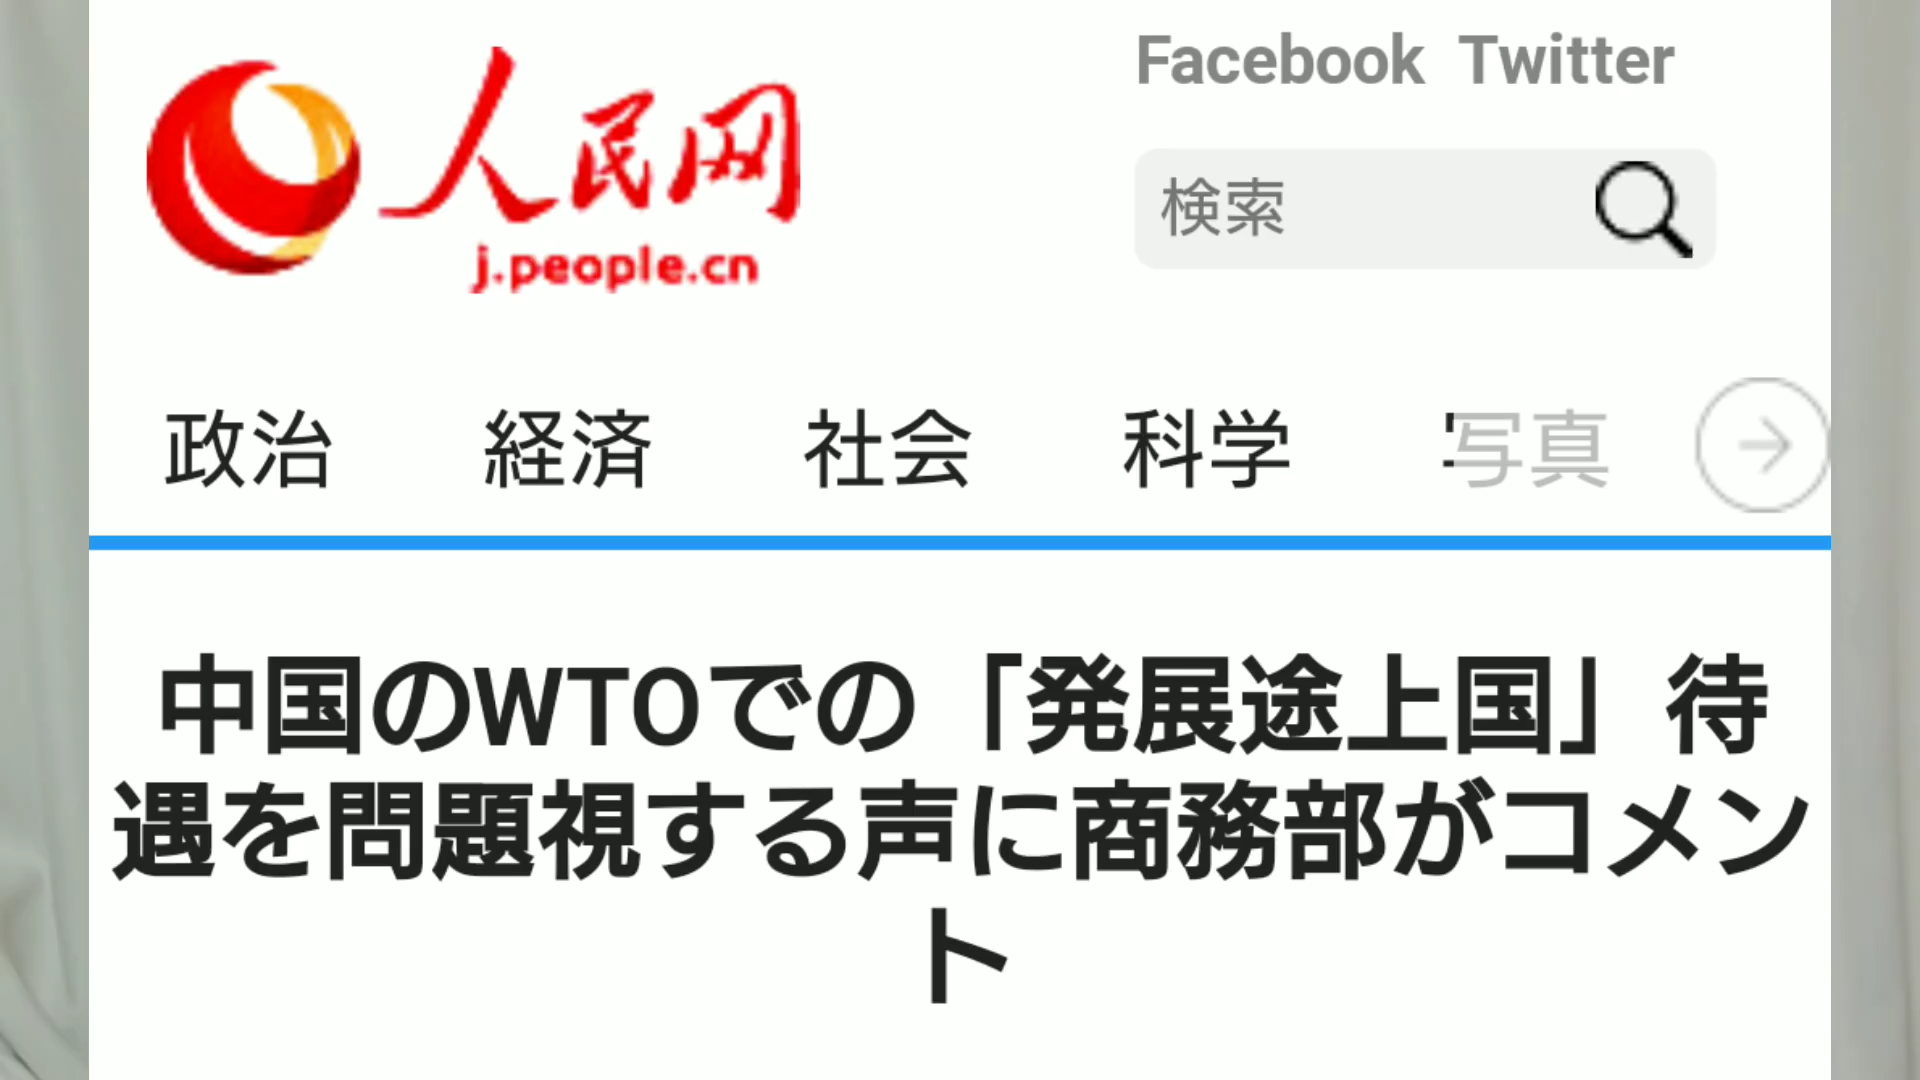 人民网
j.people.cn
Facebook Twitter
検索
政治 経済 社会 科学 写真
中国のWTOでの「発展途上国」待
遇を問題視する声に商務部がコメン
ト